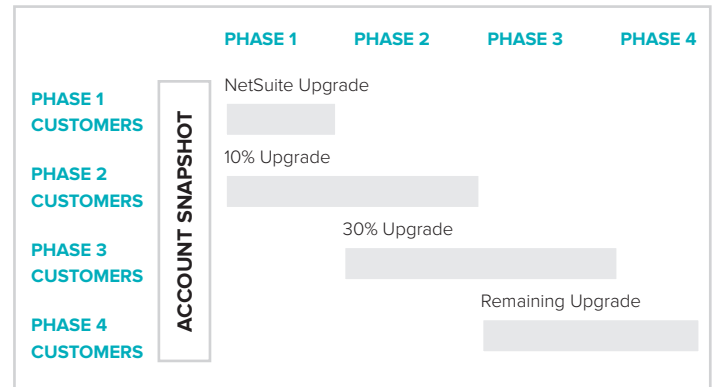 PHASE 1 PHASE 2 PHASE 3 PHASE 4
PHASE 1
CUSTOMERS
PHASE 2
CUSTOMERS
PHASE 3
CUSTOMERS
PHASE 4
CUSTOMERS
ACCOUNT SNAPSHOT
NetSuite Upgrade
10% Upgrade
30% Upgrade
Remaining Upgrade